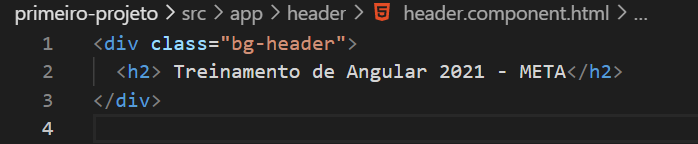 primeiro-projeto > src > app > header > header.component.html > ...
1 <div class="bg-header">
2 <h2> Treinamento de Angular 2021 - META</h2>
3 </div>
4